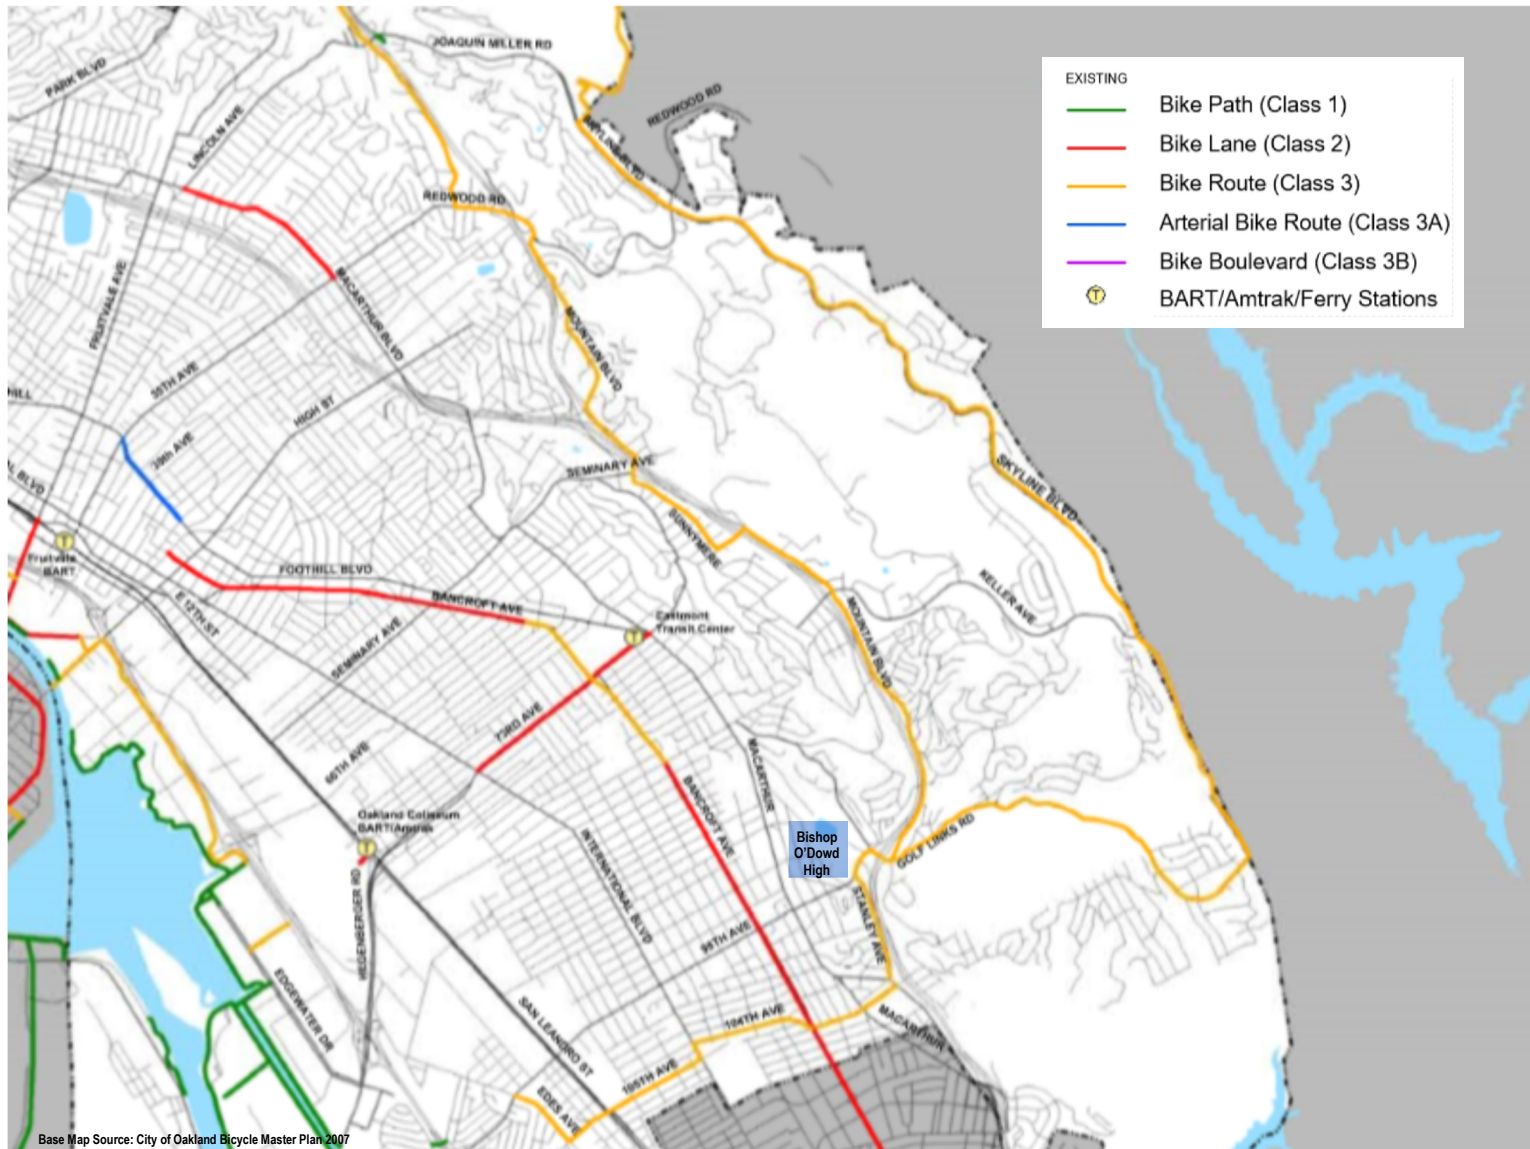 JOAQUIN MILLER RD
PARK BLVD
LINCOLN AVE
REDWOOD RD
SKYLINE BLVD
REDWOOD RD
FRUITVALE AVE
MACARTHUR BLVD
35TH AVE
MOUNTAIN BLVD
HIGH ST
SEMINARY AVE
SKYLINE BLVD
SUNNYMERE
Fruitvale
BART
FOOTHILL BLVD
BANCROFT AVE
E 12TH ST
KELLER AVE
Eastmont
Transit Center
SEMINARY AVE
MOUNTAIN BLVD
73RD AVE
66TH AVE
MACARTHUR
BANCROFT AVE
Oakland Coliseum
BART/Amtrak
Bishop
O'Dowd
High
GOLF LINKS RD
INTERNATIONAL BLVD
HEGENBERGER RD
STANLEY AVE
98TH AVE
EDGEWATER DR
SAN LEANDRO ST
104TH AVE
MACARTHUR
105TH AVE
EDES AVE
Base Map Source: City of Oakland Bicycle Master Plan 2007
EXISTING
Bike Path (Class 1)
Bike Lane (Class 2)
Bike Route (Class 3)
Arterial Bike Route (Class 3A)
Bike Boulevard (Class 3B)
T BART/Amtrak/Ferry Stations